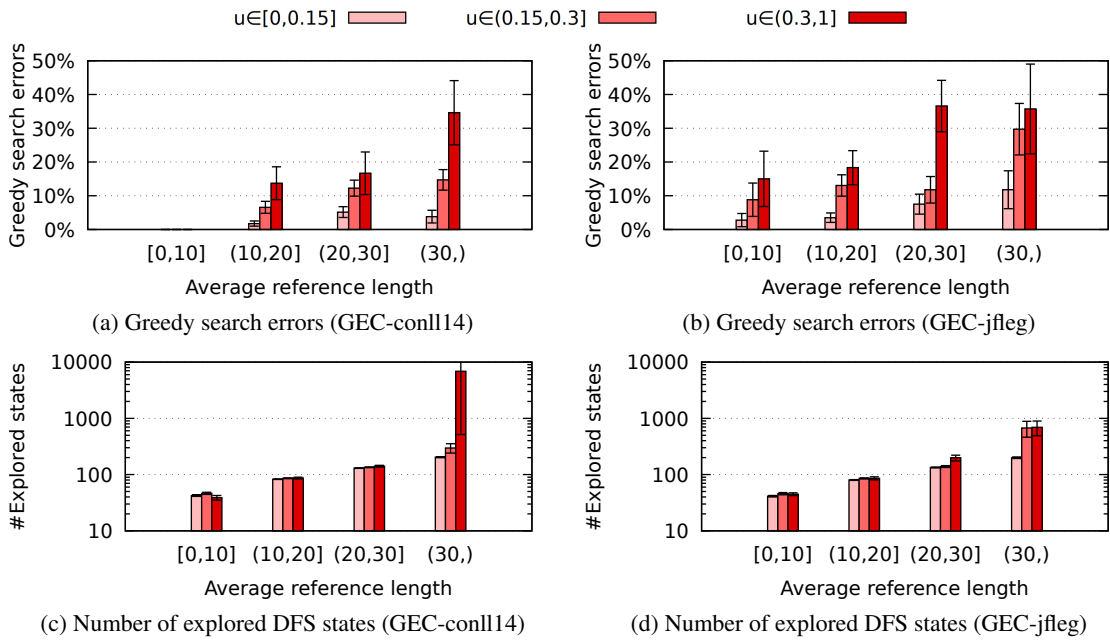 u∈[0,0.15] u∈(0.15,0.3] u∈(0.3,1]
Greedy search errors
50%
40%
30%
20%
10%
0%
[0,10] (10,20] (20,30] (30,)
Average reference length
(a) Greedy search errors (GEC-conll14)
Greedy search errors
50%
40%
30%
20%
10%
0%
[0,10] (10,20] (20,30] (30,)
Average reference length
(b) Greedy search errors (GEC-jfleg)
#Explored states
10000
1000
100
10
[0,10] (10,20] (20,30] (30,)
Average reference length
(c) Number of explored DFS states (GEC-conll14)
#Explored states
10000
1000
100
10
[0,10] (10,20] (20,30] (30,)
Average reference length
(d) Number of explored DFS states (GEC-jfleg)